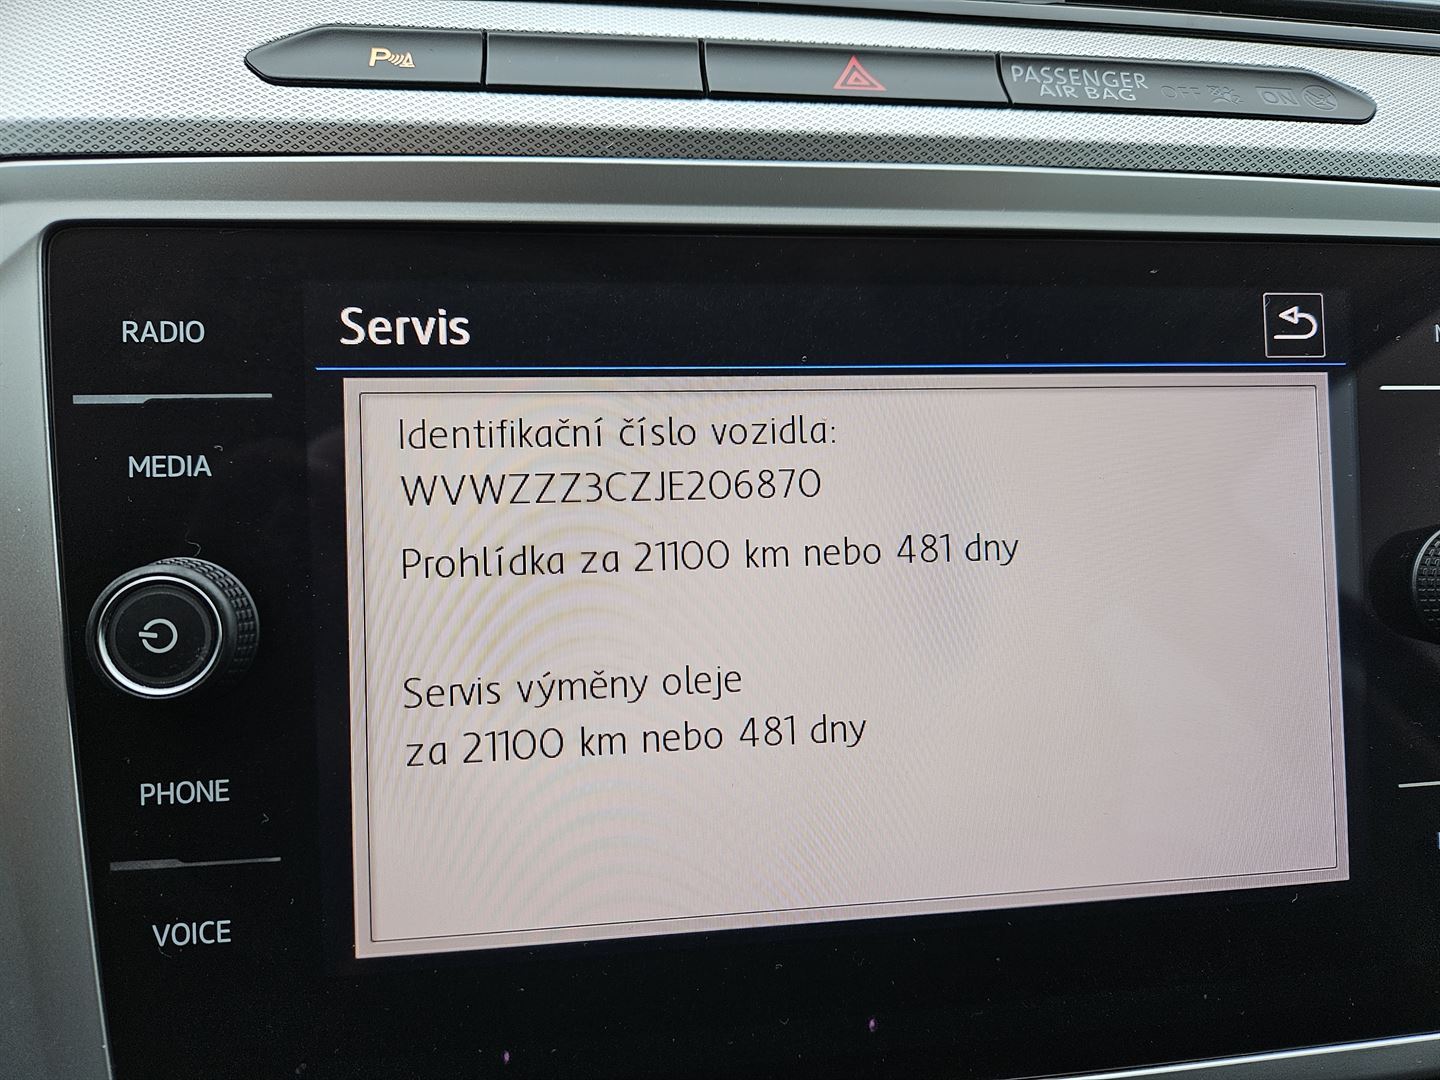 P
PASSENGER
AIR BAG OFF ON
RADIO
MEDIA
PHONE
VOICE
Servis
Identifikační číslo vozidla:
WVWZZZ3CZJE206870
Prohlídka za 21100 km nebo 481 dny
Servis výměny oleje
za 21100 km nebo 481 dny